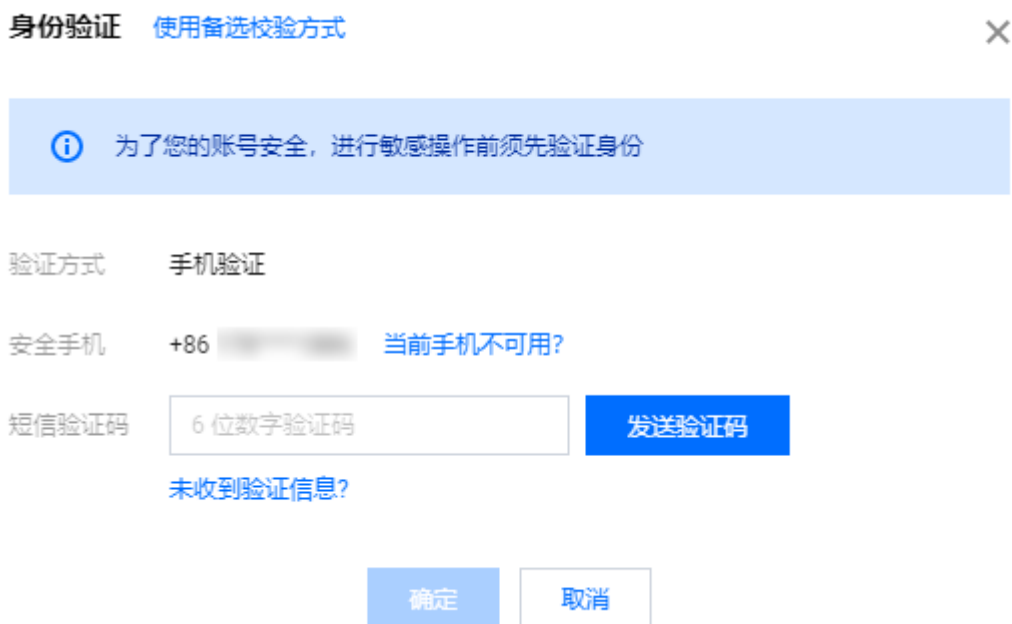 身份验证 使用备选校验方式
为了您的账号安全，进行敏感操作前须先验证身份
验证方式 手机验证
安全手机 +86 当前手机不可用？
短信验证码 6 位数字验证码 发送验证码
未收到验证信息？
确定 取消